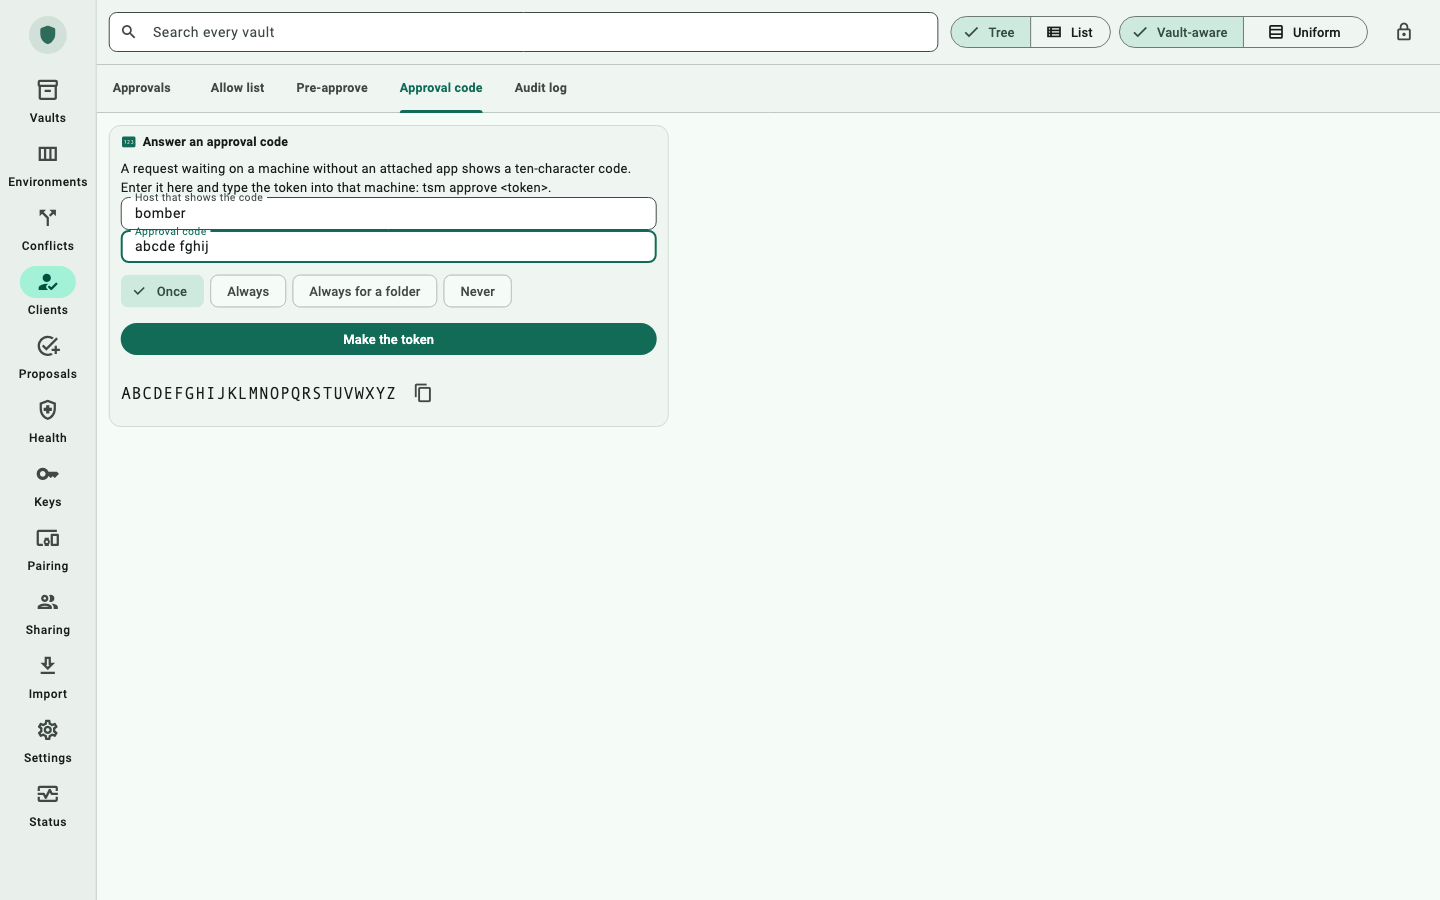 Search every vault
Tree
List
Vault-aware
Uniform
Vaults
Environments
Conflicts
Clients
Proposals
Health
Keys
Pairing
Sharing
Import
Settings
Status
Approvals
Allow list
Pre-approve
Approval code
Audit log
123
Answer an approval code
A request waiting on a machine without an attached app shows a ten-character code.
Enter it here and type the token into that machine: tsm approve <token>.
Host that shows the code
bomber
Approval code
abcde fghij
Once
Always
Always for a folder
Never
Make the token
ABCDEFGHIJKLMNOPQRSTUVWXYZ